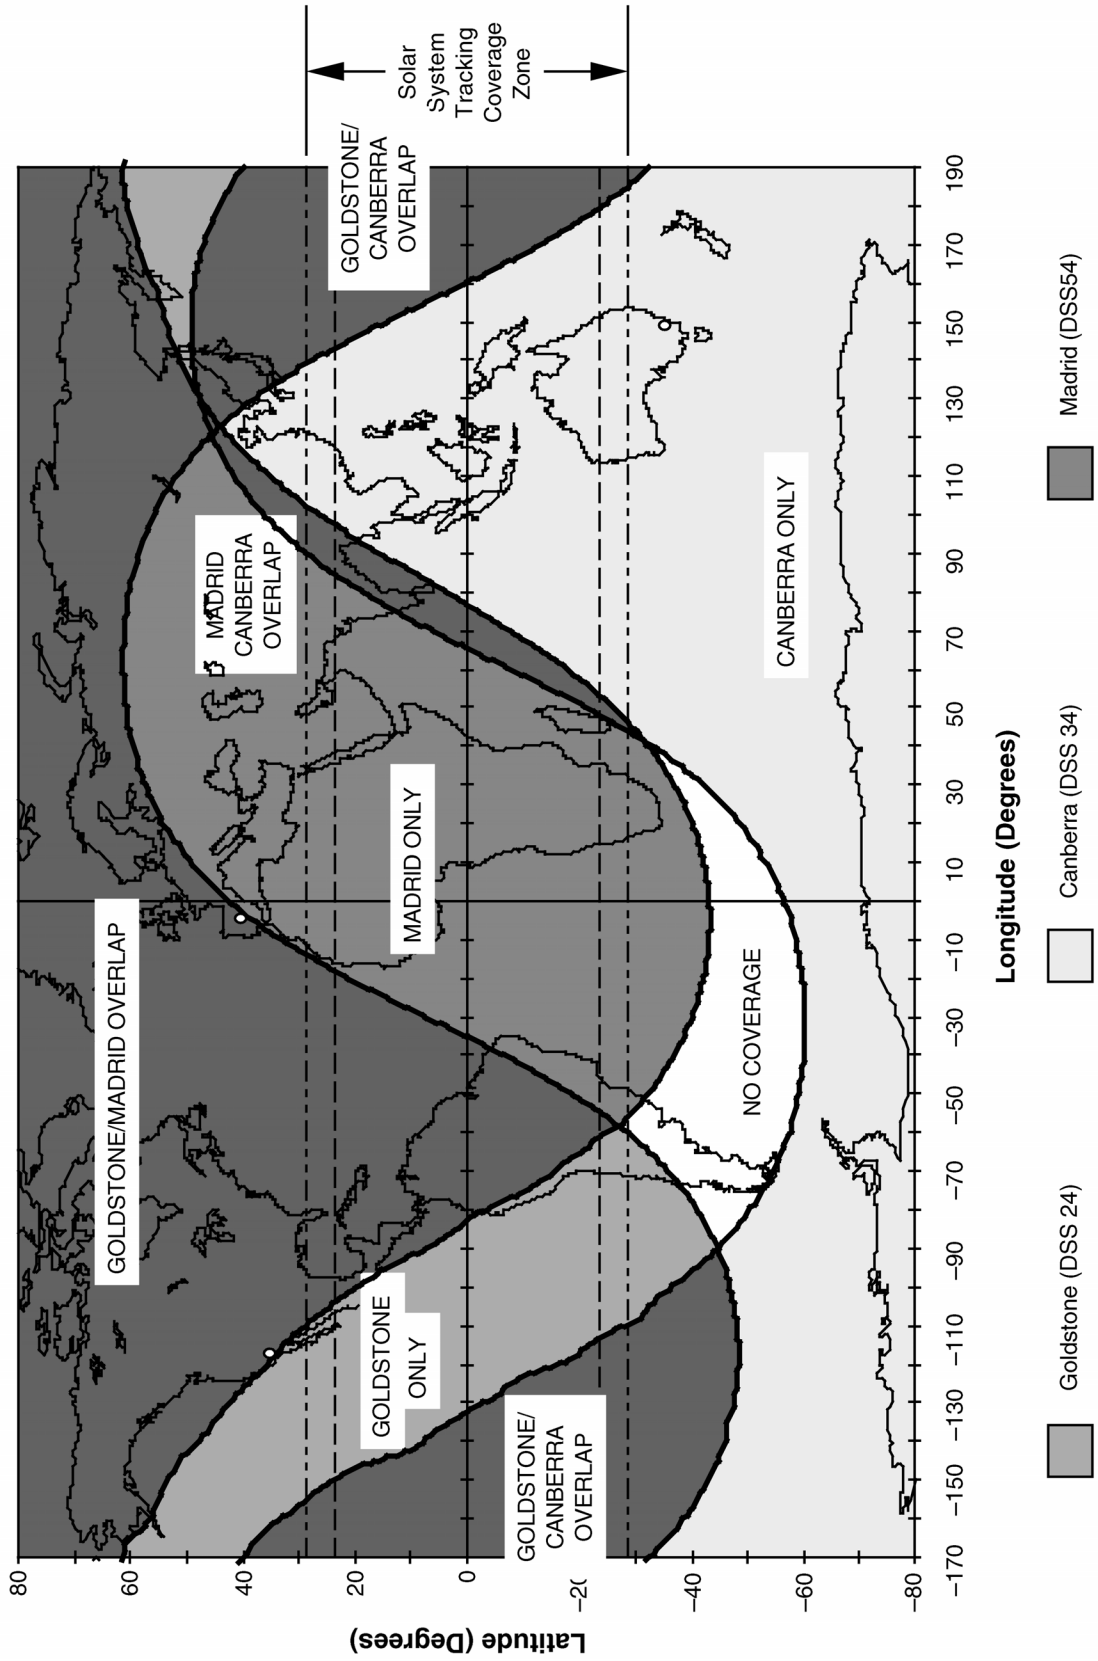 Solar
System
Tracking
Coverage
Zone
GOLDSTONE/
CANBERRA
OVERLAP
MADRID
CANBERRA
OVERLAP
GOLDSTONE/MADRID OVERLAP
MADRID ONLY
CANBERRA ONLY
NO COVERAGE
GOLDSTONE
ONLY
GOLDSTONE/
CANBERRA
OVERLAP
Latitude (Degrees)
80
60
40
20
0
–40
–60
–80
–170
–150
–130
–110
–90
–70
–50
–30
–10
10
30
50
70
90
110
130
150
170
190
Longitude (Degrees)
Goldstone (DSS 24)
Canberra (DSS 34)
Madrid (DSS54)